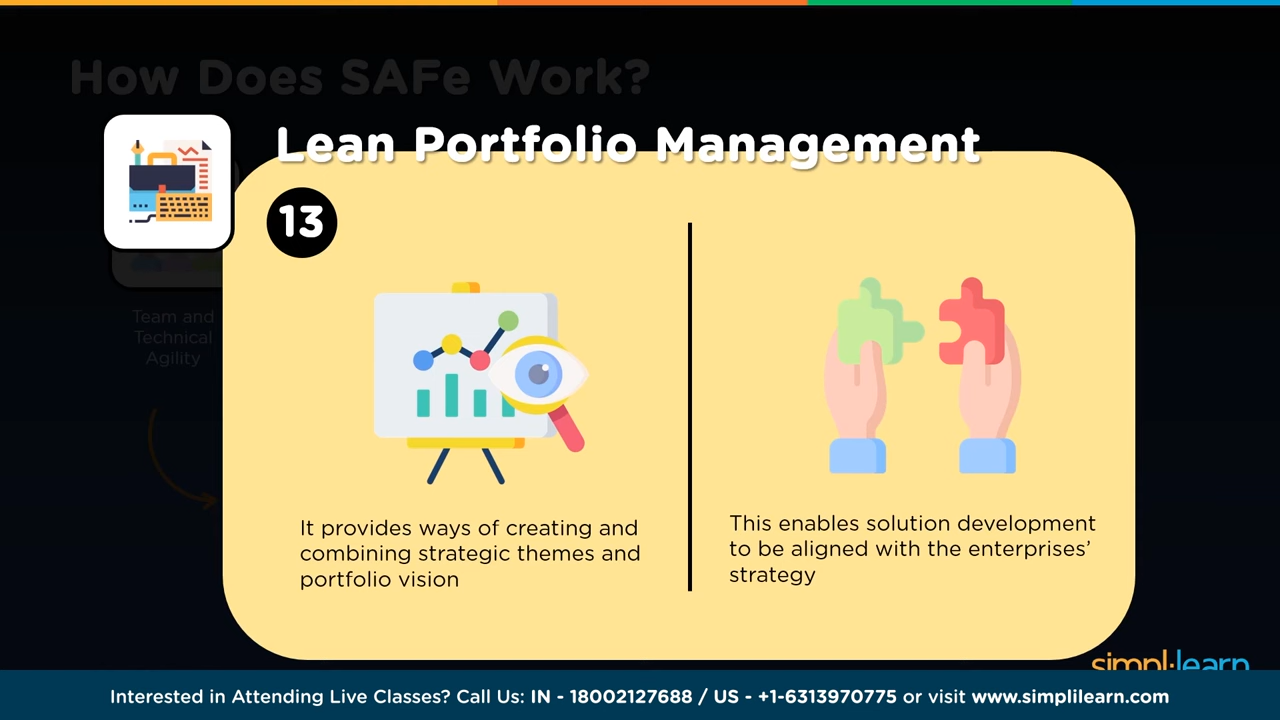 How Does SAFe Work?
Lean Portfolio Management
13
Team and
Technical
Agility
It provides ways of creating and
combining strategic themes and
portfolio vision
This enables solution development
to be aligned with the enterprises’
strategy
simplilearn
Interested in Attending Live Classes? Call Us: IN - 18002127688 / US - +1-6313970775 or visit www.simplilearn.com